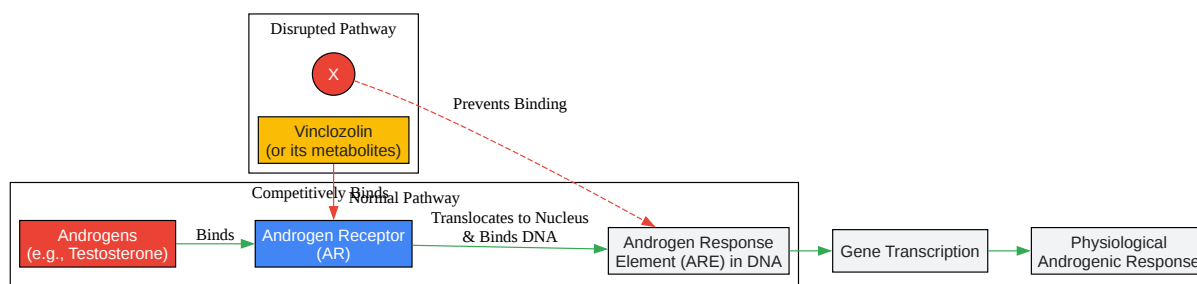 Disrupted Pathway
X
Prevents Binding
Vinclozolin
(or its metabolites)
Competitively Binds
Normal Pathway
Androgens
(e.g., Testosterone)
Binds
Androgen Receptor
(AR)
Translocates to Nucleus
& Binds DNA
Androgen Response
Element (ARE) in DNA
Gene Transcription
Physiological
Androgenic Response